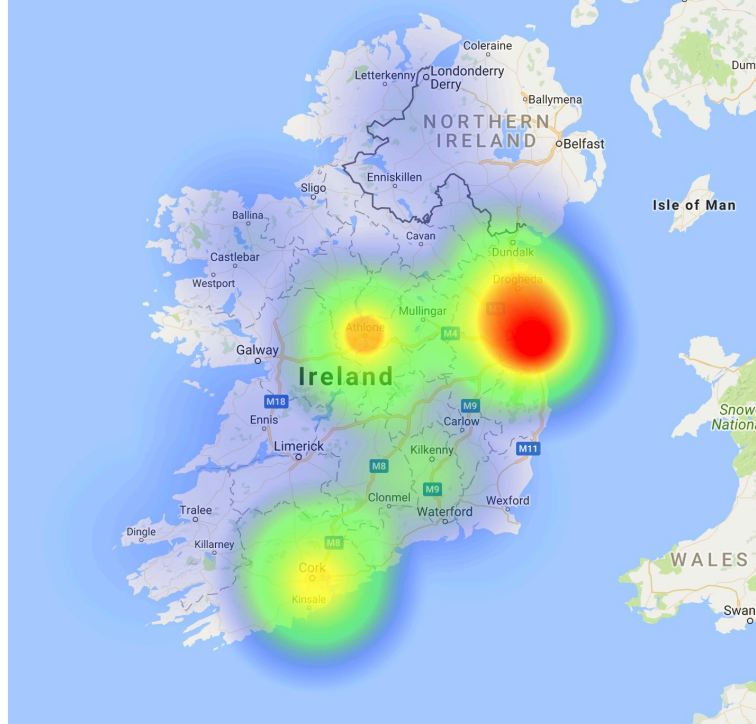 Coleraine
Letterkenny
Londonderry
Derry
Dum
Ballymena
NORTHERN
IRELAND
Belfast
Enniskillen
Sligo
Isle of Man
Ballina
Cavan
Dundalk
Castlebar
Drogheda
Westport
Mullingar
Athlone
M4
Galway
Ireland
M18
M9
Snow
Nationa
Ennis
Carlow
Limerick
M11
Kilkenny
M8
M9
Clonmel
Wexford
Tralee
Waterford
Dingle
Killarney
M8
WALES
Cork
Kinsale
Swan